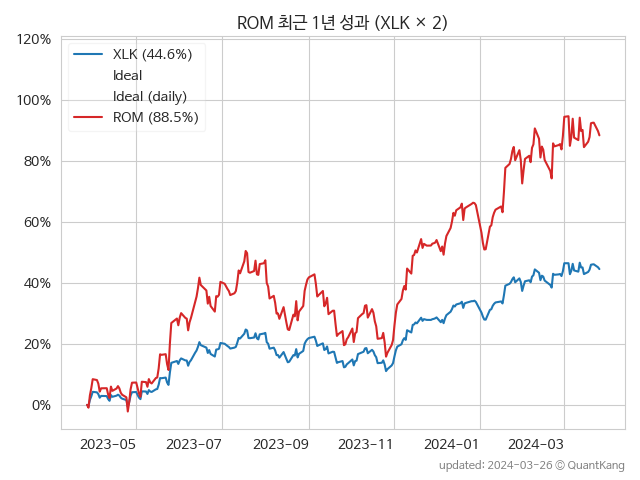 ROM 최근 1년 성과 (XLK × 2)
120%
100%
80%
60%
40%
20%
0%
XLK (44.6%)
Ideal
Ideal (daily)
ROM (88.5%)
2023-05
2023-07
2023-09
2023-11
2024-01
2024-03
updated: 2024-03-26 © QuantKang